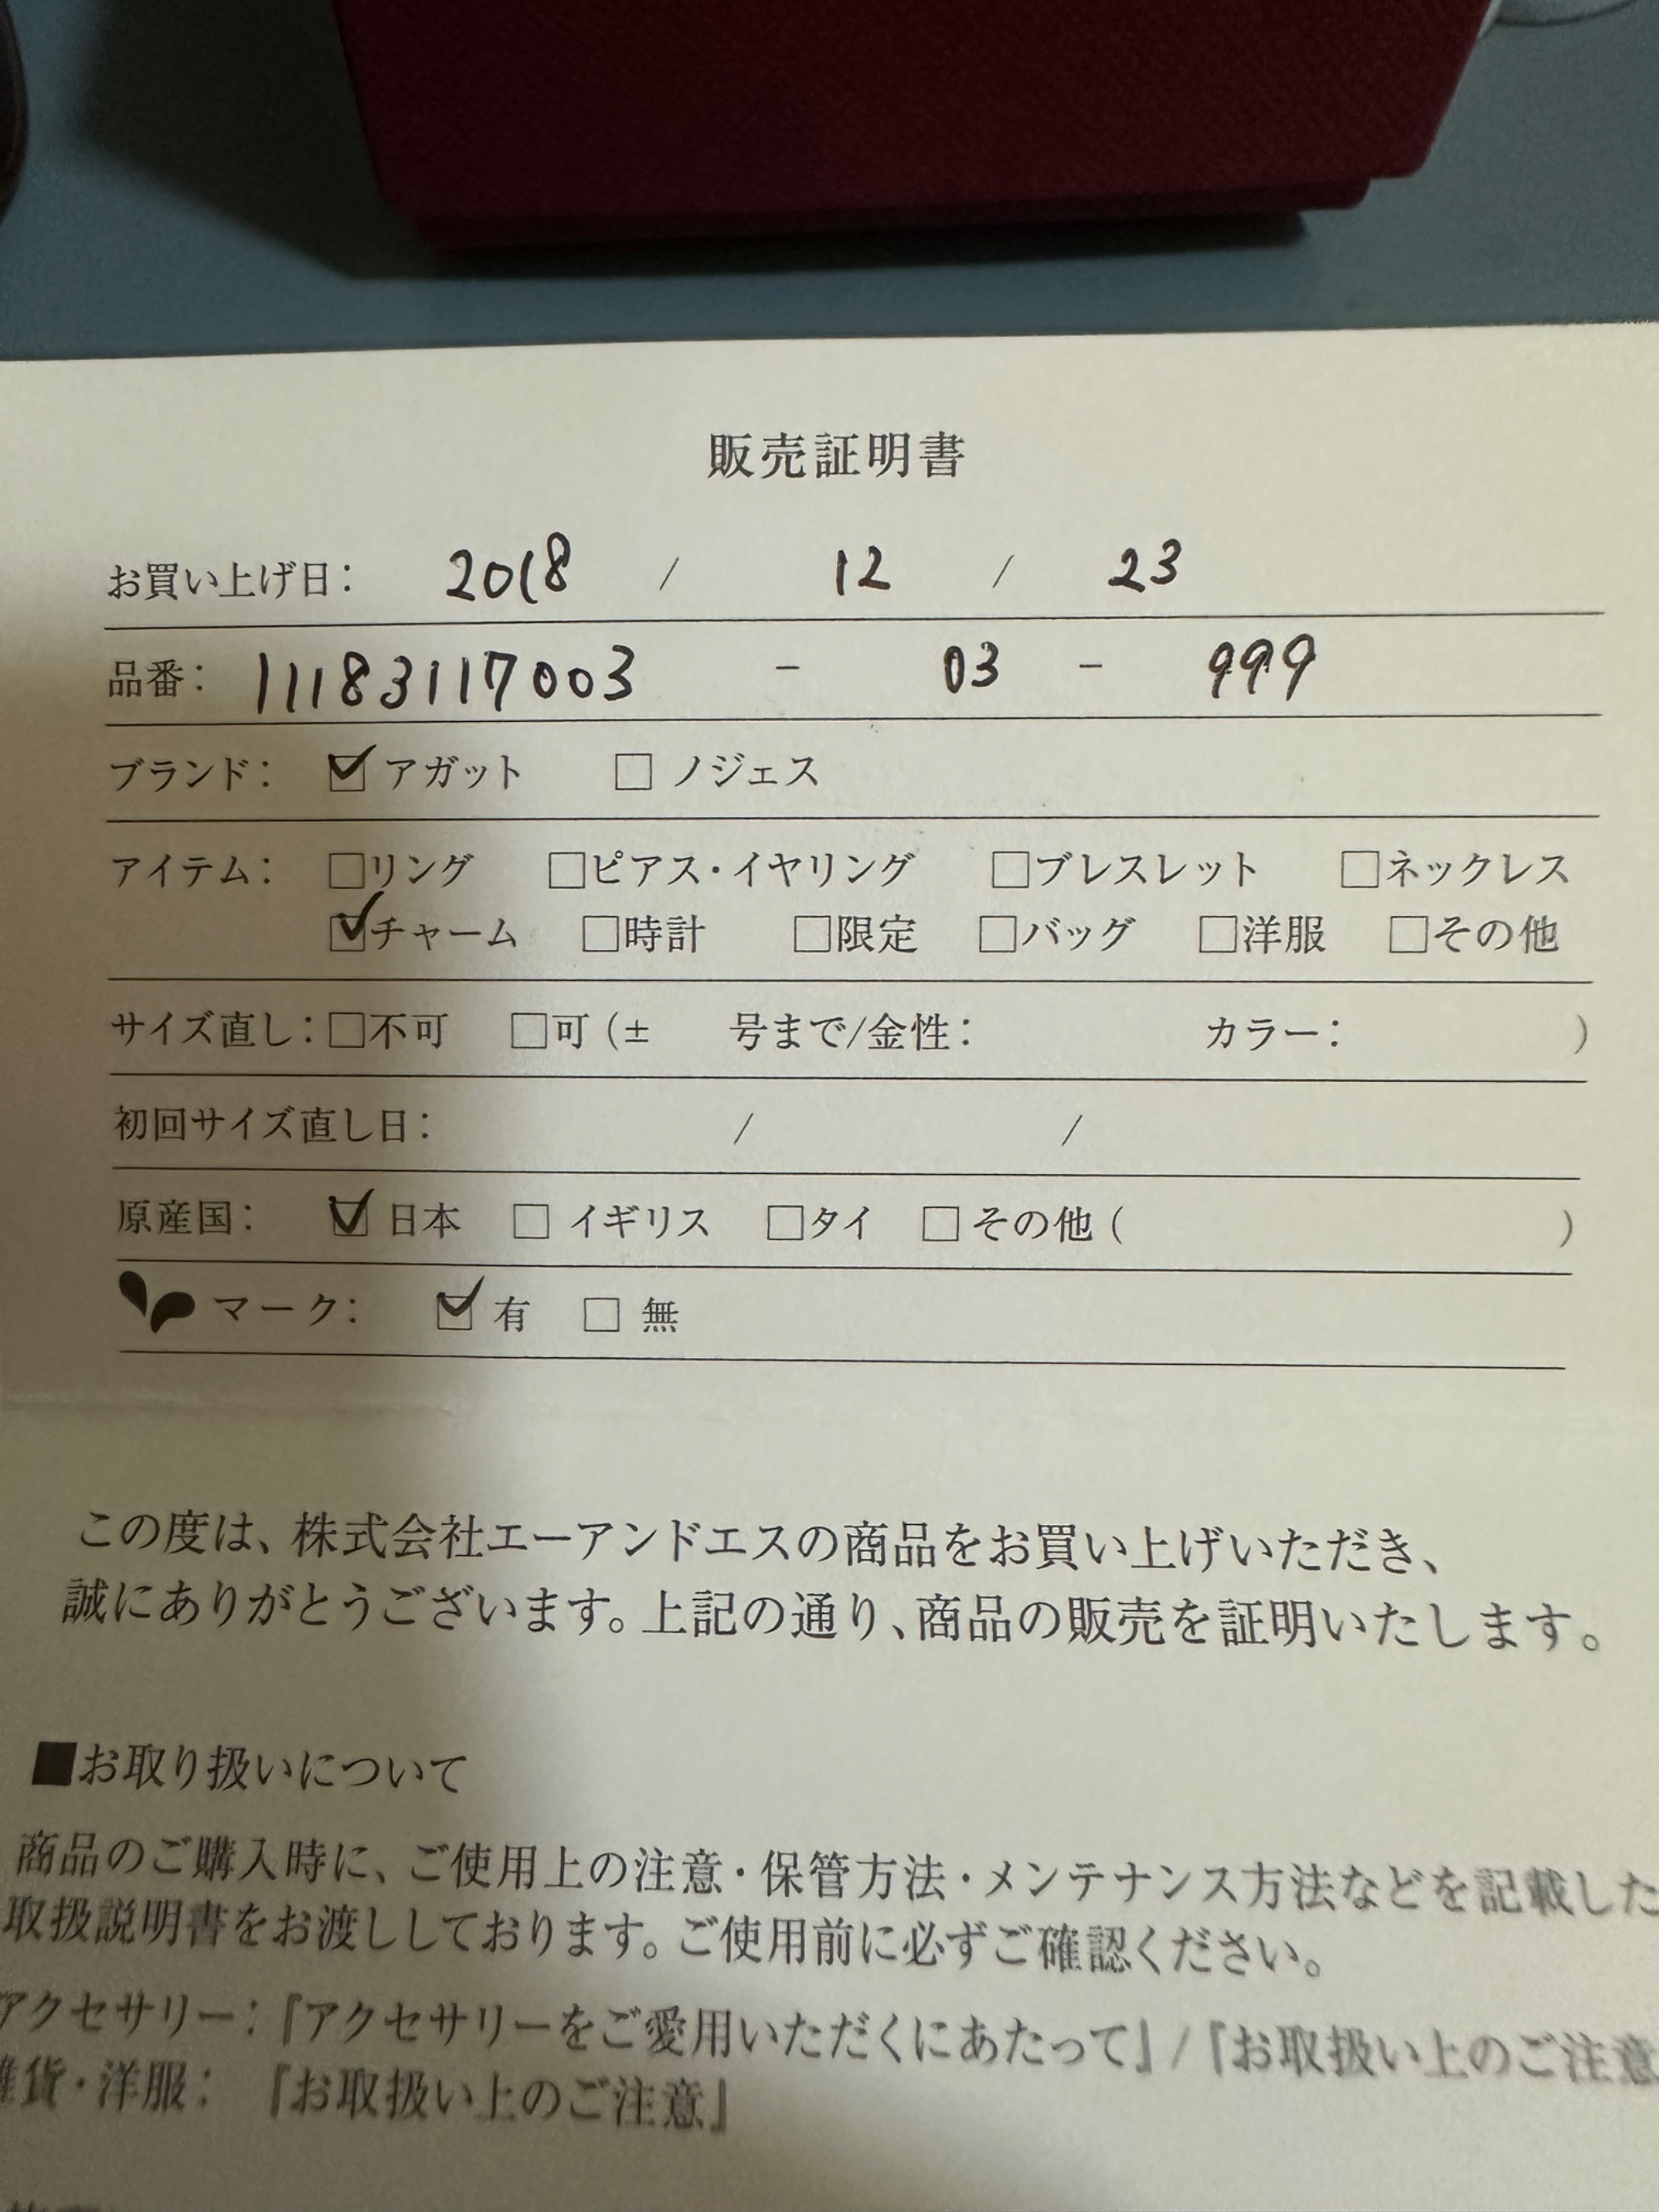 販売証明書
お買い上げ日： 2018 / 12 / 23
品番： 11183117003 - 03 - 999
ブランド： ☑アガット □ノジェス
アイテム： □リング □ピアス・イヤリング □ブレスレット □ネックレス
☑チャーム □時計 □限定 □バッグ □洋服 □その他
サイズ直し：□不可 □可（± 号まで/金性： カラー： ）
初回サイズ直し日： / /
原産国： ☑日本 □イギリス □タイ □その他（ ）
マーク： ☑有 □無
この度は、株式会社エーアンドエスの商品をお買い上げいただき、
誠にありがとうございます。上記の通り、商品の販売を証明いたします。
■お取り扱いについて
商品のご購入時に、ご使用上の注意・保管方法・メンテナンス方法などを記載した
取扱説明書をお渡ししております。ご使用前に必ずご確認ください。
アクセサリー：『アクセサリーをご愛用いただくにあたって』/『お取扱い上のご注意
雑貨・洋服： 『お取扱い上のご注意』